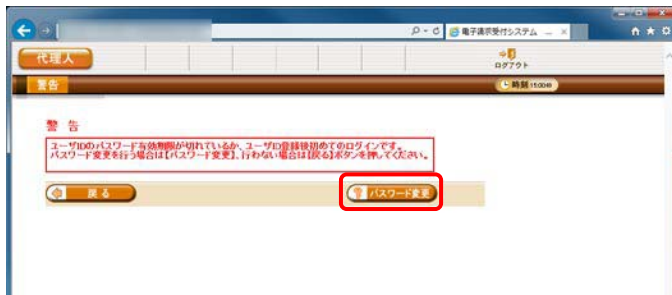 電子請求受付システム
代理人
ログアウト
警告
時刻
警 告
ユーザIDのパスワード有効期限が切れているか、ユーザID登録後初めてのログインです。
パスワード変更を行う場合は【パスワード変更】、行わない場合は【戻る】ボタンを押してください。
戻る
パスワード変更